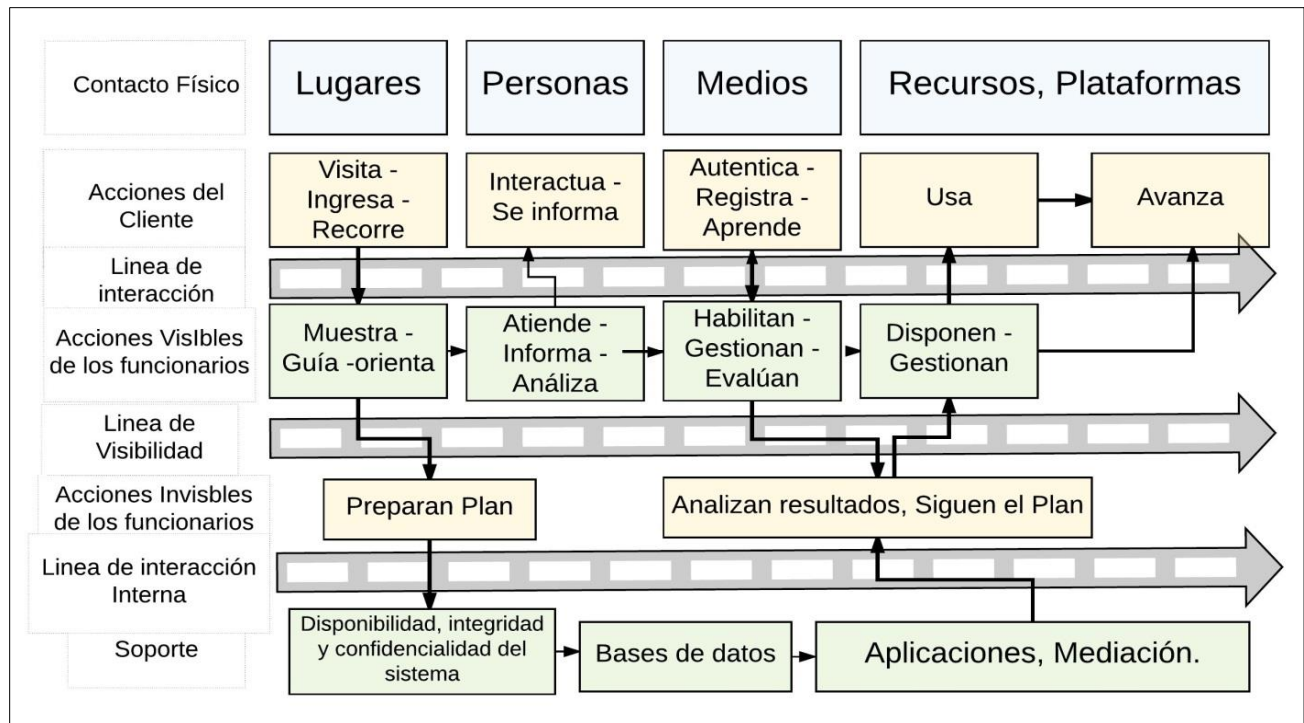 Contacto Físico
Lugares
Personas
Medios
Recursos, Plataformas
Acciones del
Cliente
Visita -
Ingresa -
Recorre
Interactua -
Se informa
Autentica -
Registra -
Aprende
Usa
Avanza
Linea de
interacción
Acciones VisIbles
de los funcionarios
Muestra -
Guía -orienta
Atiende -
Informa -
Análiza
Habilitan -
Gestionan -
Evalúan
Disponen -
Gestionan
Linea de
Visibilidad
Acciones Invisbles
de los funcionarios
Preparan Plan
Analizan resultados, Siguen el Plan
Linea de interacción
Interna
Soporte
Disponibilidad, integridad
y confidencialidad del
sistema
Bases de datos
Aplicaciones, Mediación.